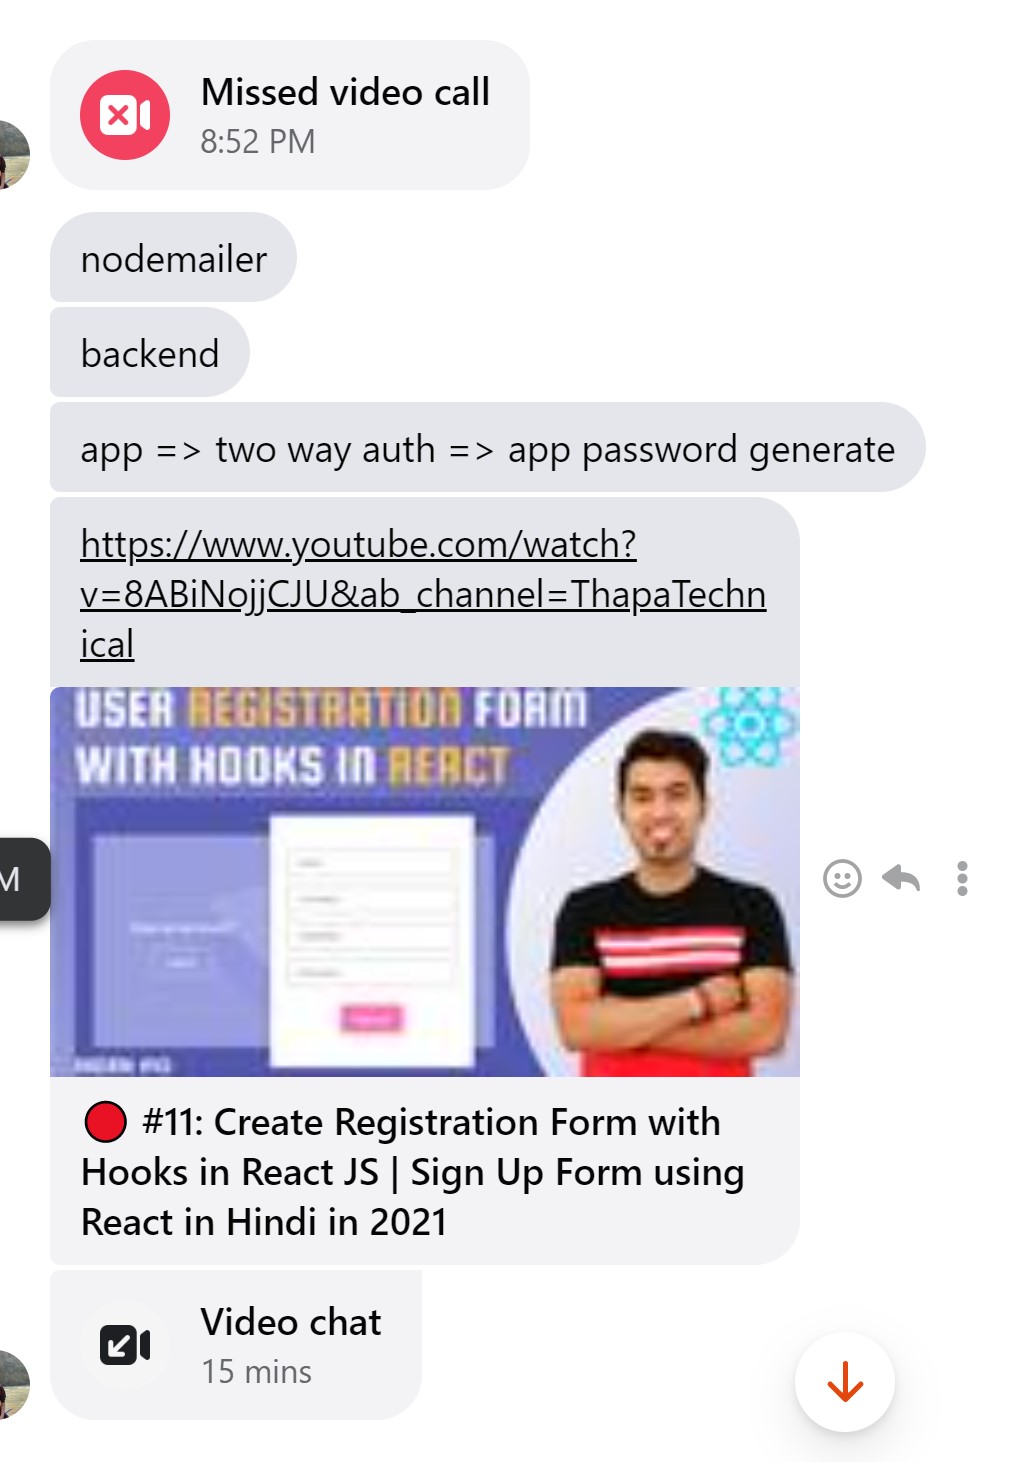 Missed video call
8:52 PM
nodemailer
backend
app => two way auth => app password generate
https://www.youtube.com/watch?
v=8ABiNojjCJU&ab_channel=ThapaTechn
ical
USER REGISTRATION FORM
WITH HOOKS IN REACT
M
🔴 #11: Create Registration Form with
Hooks in React JS | Sign Up Form using
React in Hindi in 2021
Video chat
15 mins